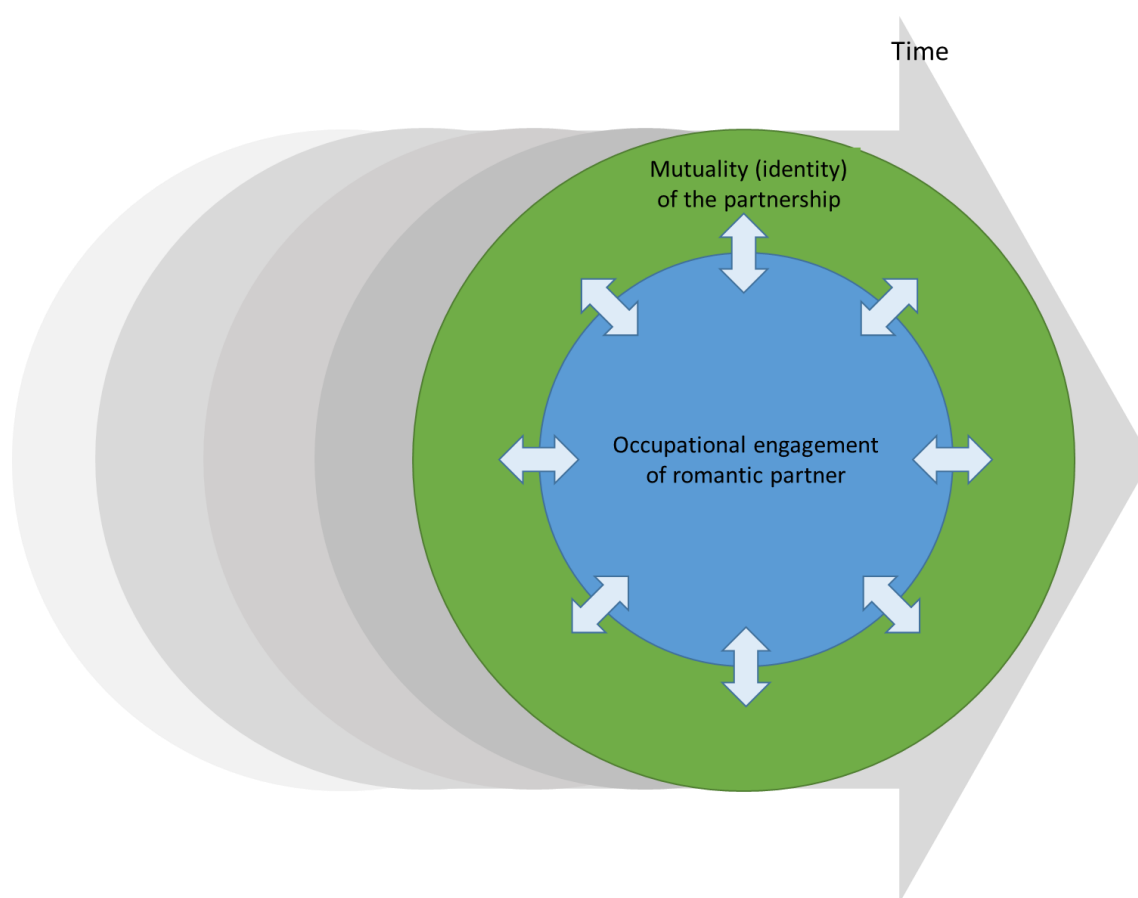 Time
Mutuality (identity)
of the partnership
Occupational engagement
of romantic partner